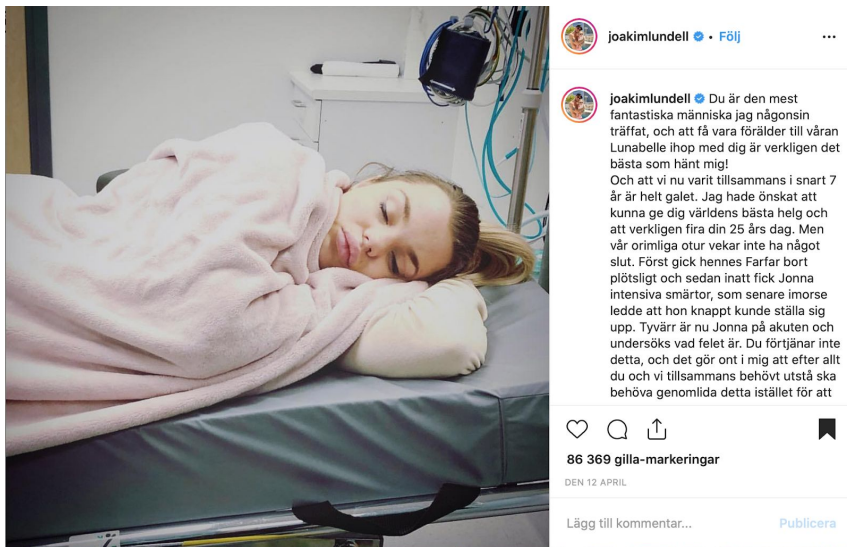 joakimlundell • Följ
joakimlundell Du är den mest
fantastiska människa jag någonsin
träffat, och att få vara förälder till våran
Lunabelle ihop med dig är verkligen det
bästa som hänt mig!
Och att vi nu varit tillsammans i snart 7
år är helt galet. Jag hade önskat att
kunna ge dig världens bästa helg och
att verkligen fira din 25 års dag. Men
vår orimliga otur vekar inte ha något
slut. Först gick hennes Farfar bort
plötsligt och sedan inatt fick Jonna
intensiva smärtor, som senare imorse
ledde att hon knappt kunde ställa sig
upp. Tyvärr är nu Jonna på akuten och
undersöks vad felet är. Du förtjänar inte
detta, och det gör ont i mig att efter allt
du och vi tillsammans behövt utstå ska
behöva genomlida detta istället för att
86 369 gilla-markeringar
DEN 12 APRIL
Lägg till kommentar...
Publicera